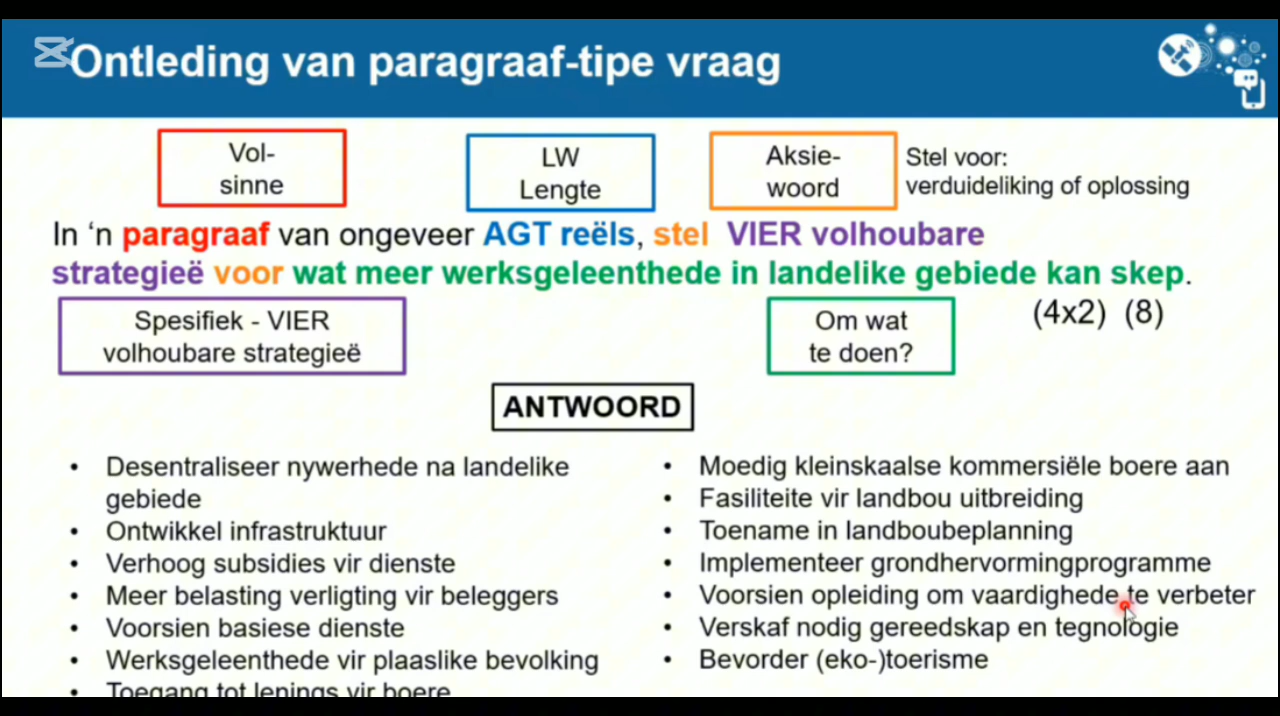 Ontleding van paragraaf-tipe vraag
Vol-
sinne
LW
Lengte
Aksie-
woord
Stel voor:
verduideliking of oplossing
In ‘n paragraaf van ongeveer AGT reëls, stel VIER volhoubare
strategieë voor wat meer werksgeleenthede in landelike gebiede kan skep.
(4x2) (8)
Spesifiek - VIER
volhoubare strategieë
Om wat
te doen?
ANTWOORD
• Desentraliseer nywerhede na landelike
gebiede
• Ontwikkel infrastruktuur
• Verhoog subsidies vir dienste
• Meer belasting verligting vir beleggers
• Voorsien basiese dienste
• Werksgeleenthede vir plaaslike bevolking
• Toegang tot lenings vir boere
• Moedig kleinskaalse kommersiële boere aan
• Fasiliteite vir landbou uitbreiding
• Toename in landboubeplanning
• Implementeer grondhervormingprogramme
• Voorsien opleiding om vaardighede te verbeter
• Verskaf nodig gereedskap en tegnologie
• Bevorder (eko-)toerisme